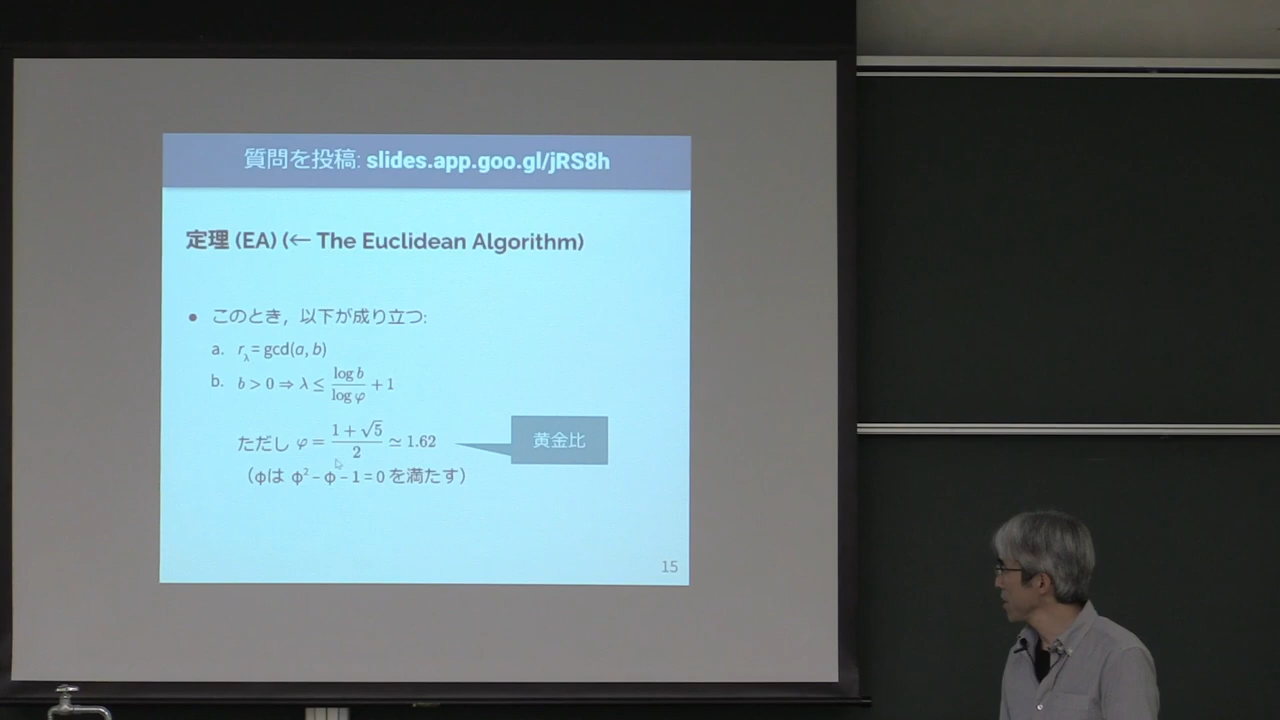 質問を投稿: slides.app.goo.gl/jRS8h
定理 (EA) (← The Euclidean Algorithm)
● このとき，以下が成り立つ:
a. r_λ = gcd(a, b)
b. b > 0 ⇒ λ ≤ log b / log φ + 1
ただし φ = (1 + √5) / 2 ≃ 1.62
黄金比
（φは φ² − φ − 1 = 0 を満たす）
15